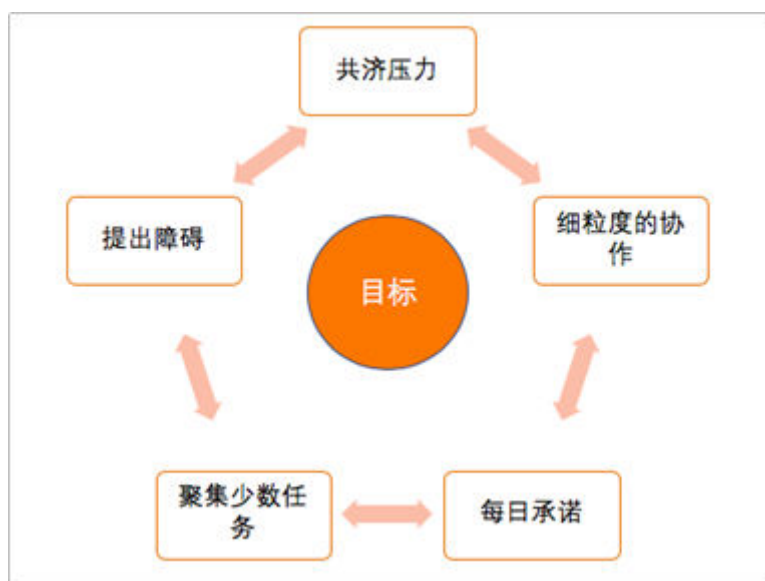 共济压力
提出障碍
细粒度的协
作
目标
聚集少数任
务
每日承诺